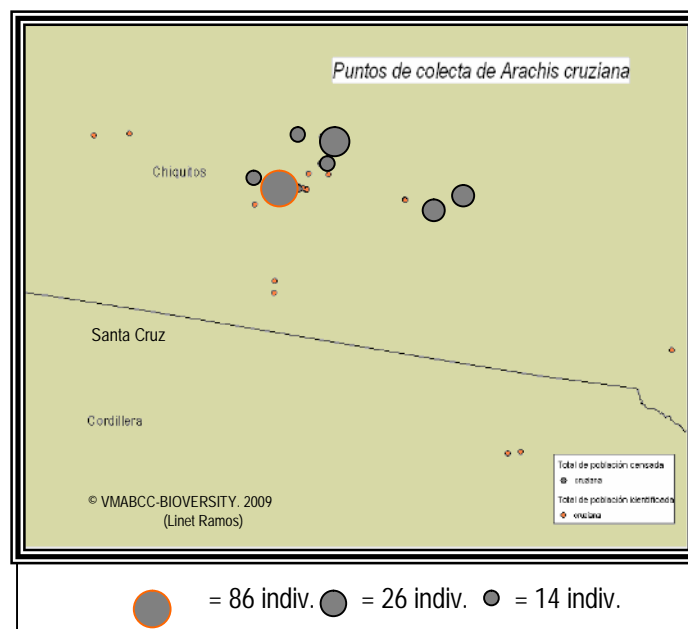 Puntos de colecta de Arachis cruziana
Chiquitos
Santa Cruz
Cordillera
Total de población censada
cruziana
Total de población identificada
cruziana
© VMABCC-BIOVERSITY. 2009
(Linet Ramos)
= 86 indiv. = 26 indiv. = 14 indiv.